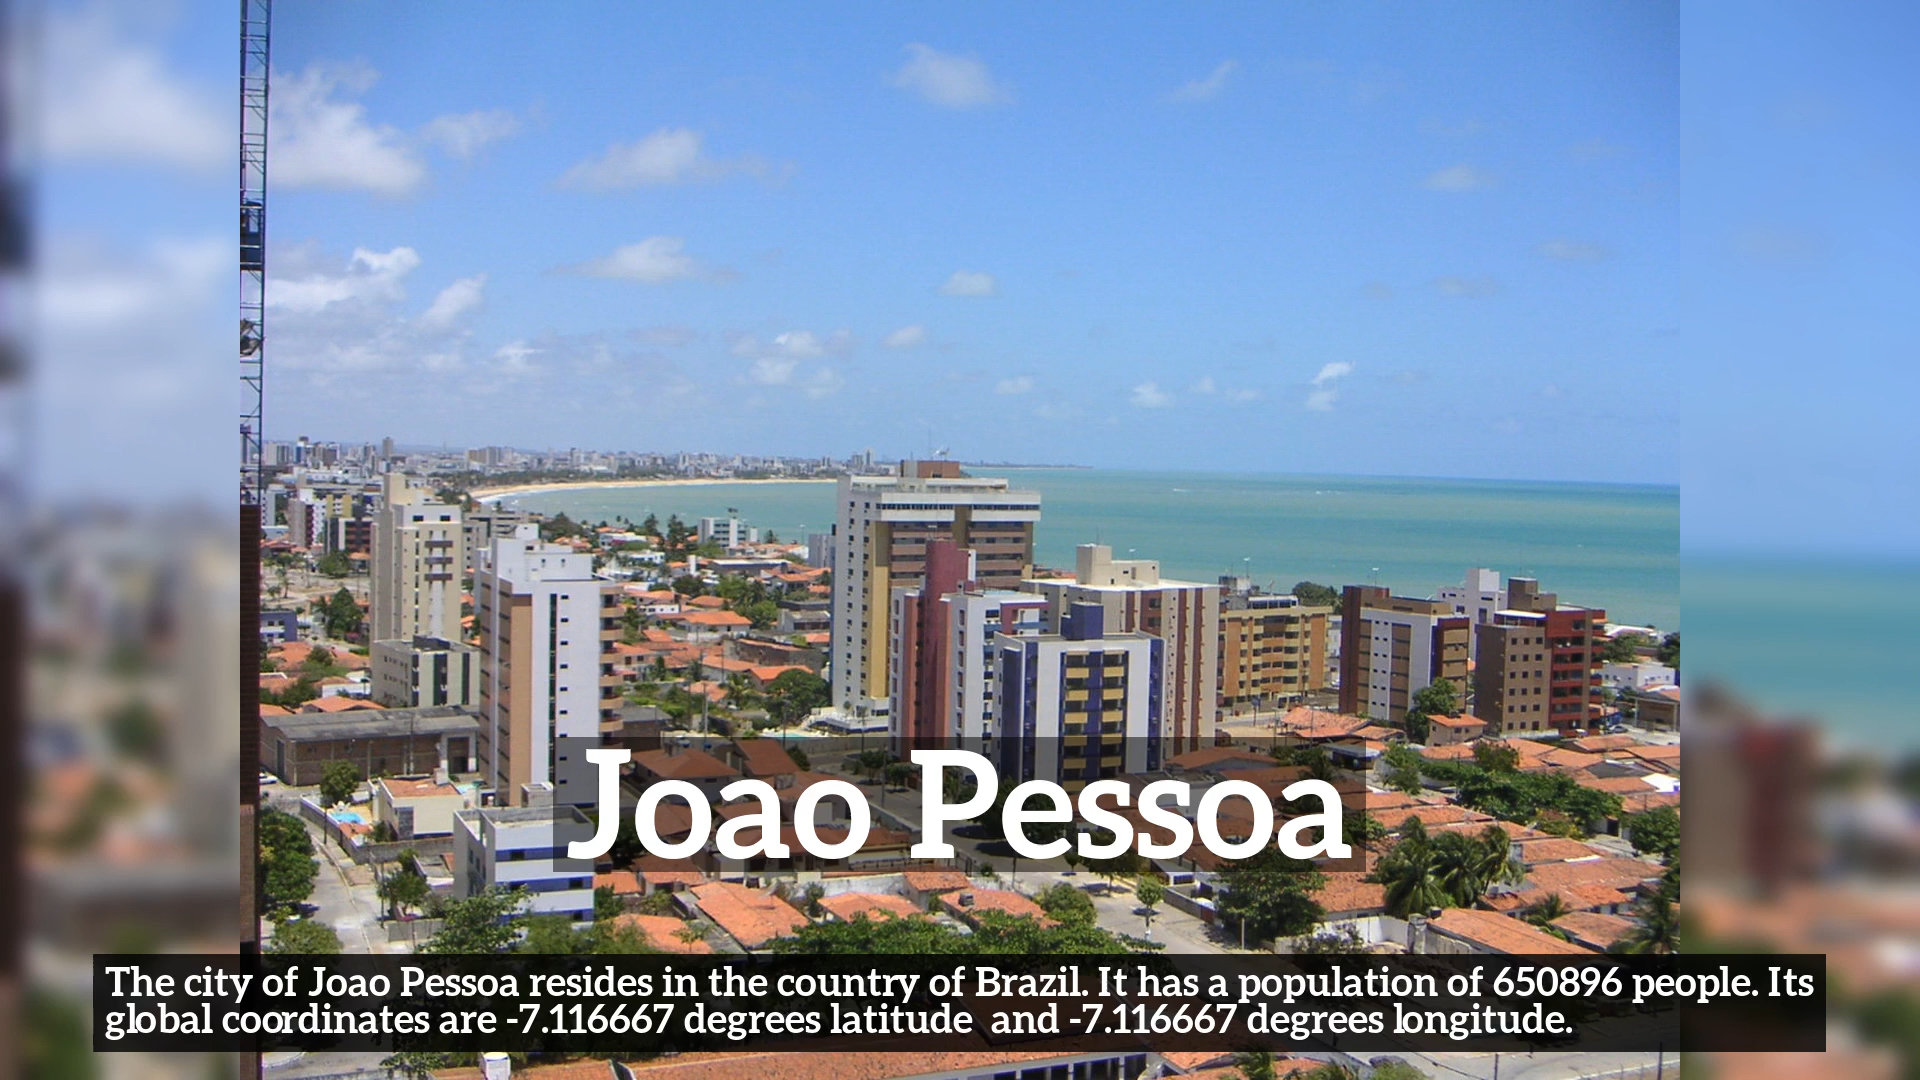 Joao Pessoa
The city of Joao Pessoa resides in the country of Brazil. It has a population of 650896 people. Its
global coordinates are -7.116667 degrees latitude  and -7.116667 degrees longitude.